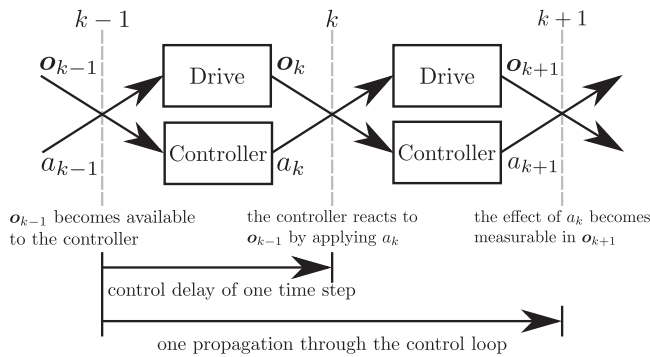 k − 1
k
k + 1
o_{k−1}
Drive
o_k
Drive
o_{k+1}
a_{k−1}
Controller
a_k
Controller
a_{k+1}
o_{k−1} becomes available
to the controller
the controller reacts to
o_{k−1} by applying a_k
the effect of a_k becomes
measurable in o_{k+1}
control delay of one time step
one propagation through the control loop